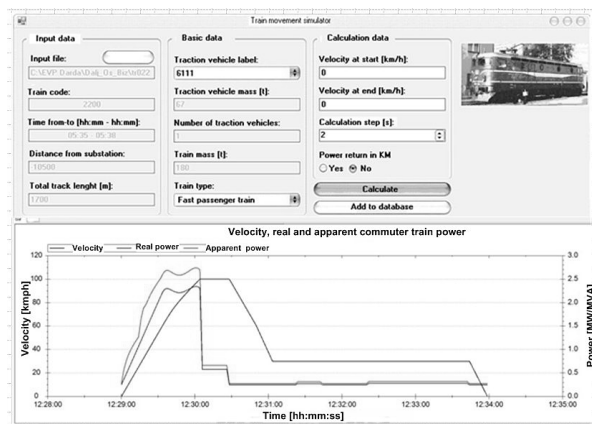 Train movement simulator
Input data
Input file:
Train code:
2200
Time from-to [hh:mm - hh:mm]:
05:35 - 05:38
Distance from substation:
-10500
Total track lenght [m]:
1700
Basic data
Traction vehicle label:
6111
Traction vehicle mass [t]:
67
Number of traction vehicles:
1
Train mass [t]:
180
Train type:
Fast passenger train
Calculation data
Velocity at start [km/h]:
0
Velocity at end [km/h]:
0
Calculation step [s]:
2
Power return in KM
Yes No
Calculate
Add to database
Velocity, real and apparent commuter train power
Velocity Real power Apparent power
Velocity [kmph]
120
100
80
60
40
20
0
3.0
2.5
2.0
1.5
1.0
0.5
0.0
Power [MW/MVA]
12:28:00 12:29:00 12:30:00 12:31:00 12:32:00 12:33:00 12:34:00 12:35:00
Time [hh:mm:ss]